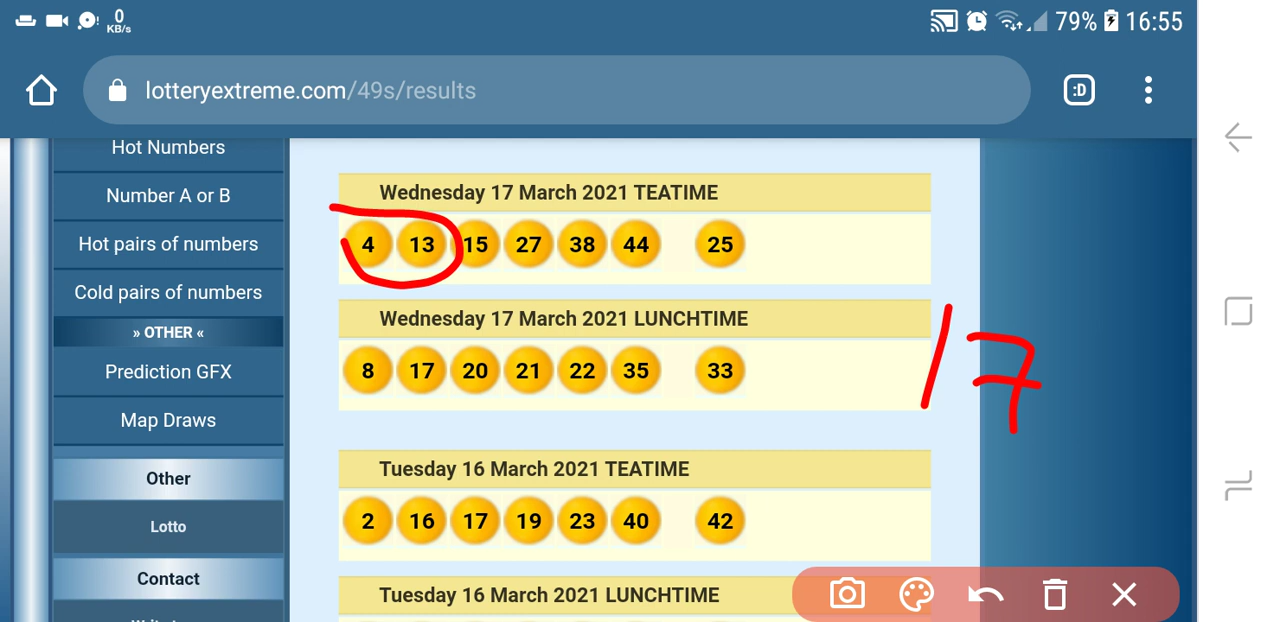 0 KB/s 79% 16:55
lotteryextreme.com/49s/results :D
Hot Numbers
Number A or B
Hot pairs of numbers
Cold pairs of numbers
» OTHER «
Prediction GFX
Map Draws
Other
Lotto
Contact
Wednesday 17 March 2021 TEATIME
4 13 15 27 38 44 25
Wednesday 17 March 2021 LUNCHTIME
8 17 20 21 22 35 33
17
Tuesday 16 March 2021 TEATIME
2 16 17 19 23 40 42
Tuesday 16 March 2021 LUNCHTIME